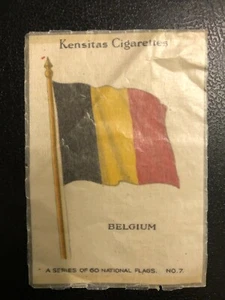 Kensitas Cigarettes
BELGIUM
A SERIES OF 60 NATIONAL FLAGS. NO. 7.